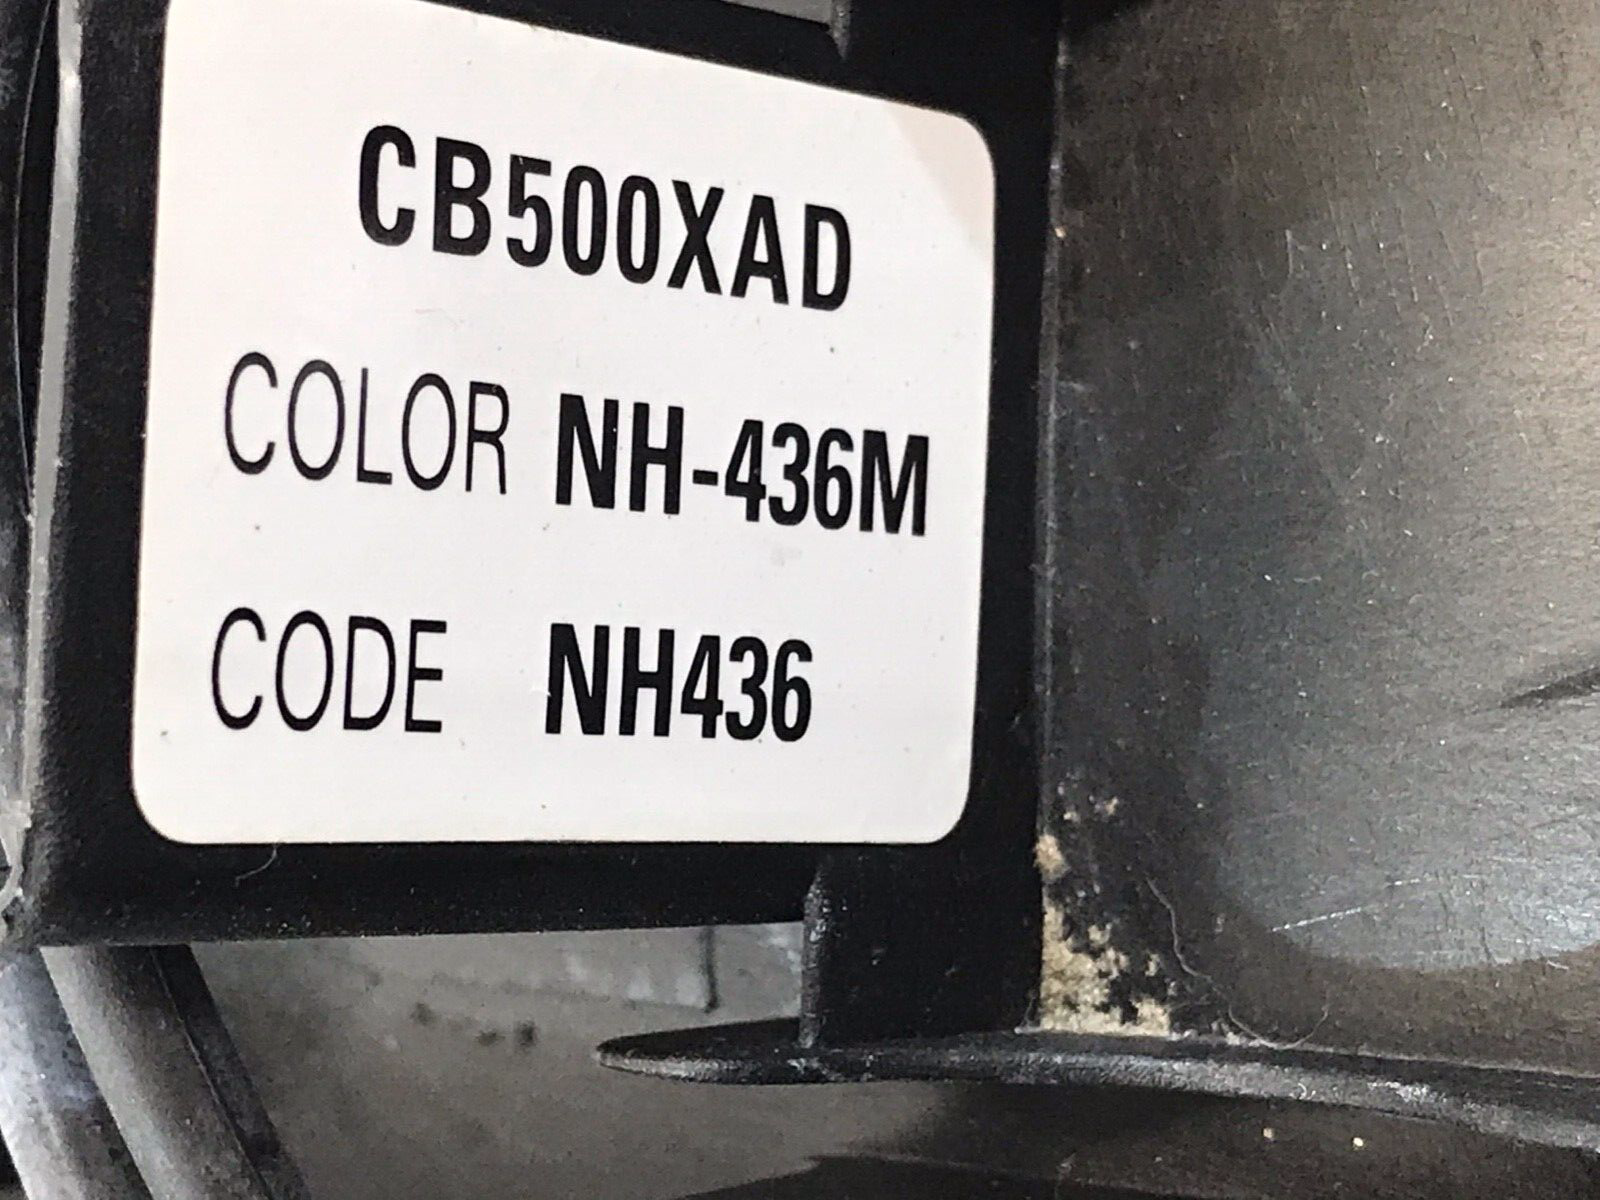 CB500XAD
COLOR NH-436M
CODE NH436